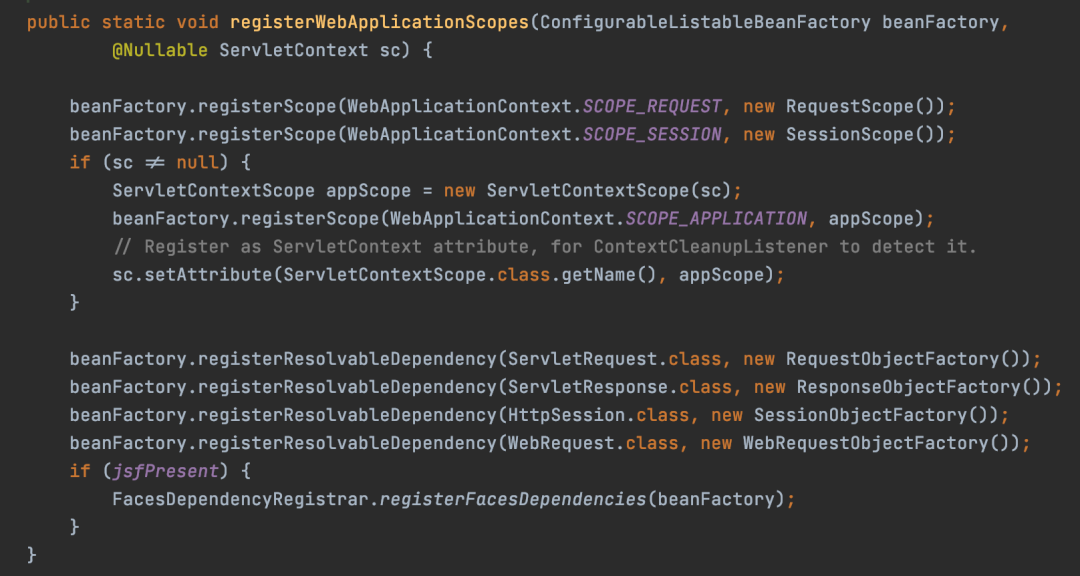 public static void registerWebApplicationScopes(ConfigurableListableBeanFactory beanFactory,
@Nullable ServletContext sc) {
beanFactory.registerScope(WebApplicationContext.SCOPE_REQUEST, new RequestScope());
beanFactory.registerScope(WebApplicationContext.SCOPE_SESSION, new SessionScope());
if (sc ≠ null) {
ServletContextScope appScope = new ServletContextScope(sc);
beanFactory.registerScope(WebApplicationContext.SCOPE_APPLICATION, appScope);
// Register as ServletContext attribute, for ContextCleanupListener to detect it.
sc.setAttribute(ServletContextScope.class.getName(), appScope);
}
beanFactory.registerResolvableDependency(ServletRequest.class, new RequestObjectFactory());
beanFactory.registerResolvableDependency(ServletResponse.class, new ResponseObjectFactory());
beanFactory.registerResolvableDependency(HttpSession.class, new SessionObjectFactory());
beanFactory.registerResolvableDependency(WebRequest.class, new WebRequestObjectFactory());
if (jsfPresent) {
FacesDependencyRegistrar.registerFacesDependencies(beanFactory);
}
}